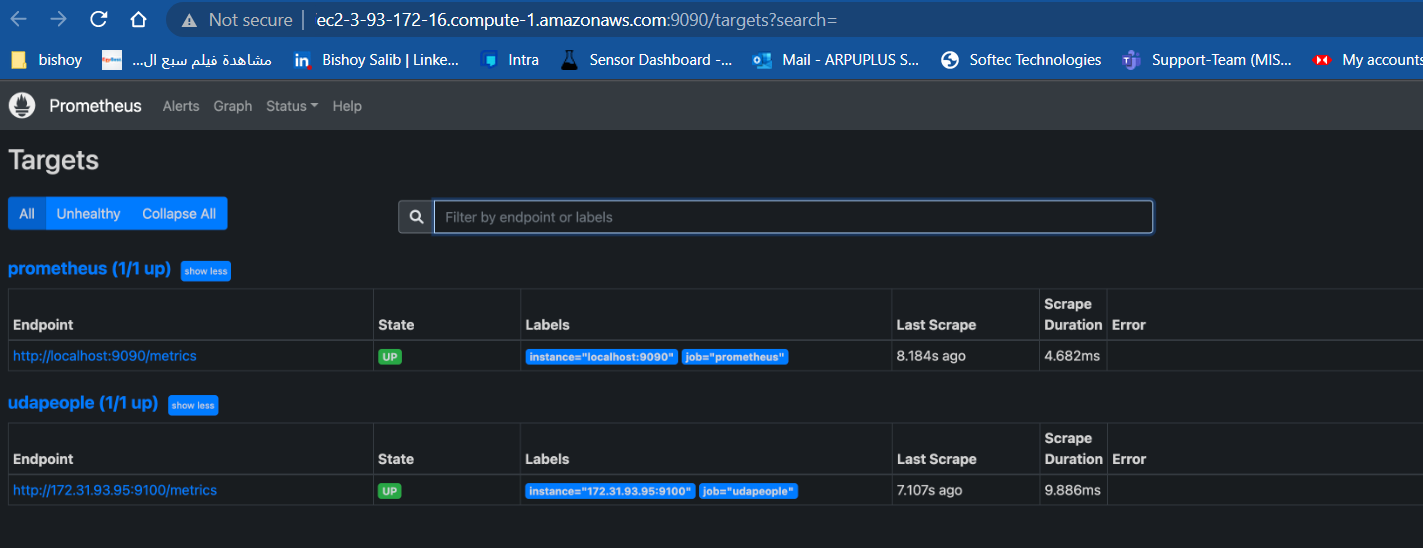 Not secure | ec2-3-93-172-16.compute-1.amazonaws.com:9090/targets?search=
bishoy مشاهدة فيلم سبع ال... Bishoy Salib | Linke... Intra Sensor Dashboard -... Mail - ARPUPLUS S... Softec Technologies Support-Team (MIS... My accounts
Prometheus Alerts Graph Status Help
Targets
All Unhealthy Collapse All Filter by endpoint or labels
prometheus (1/1 up) show less
Endpoint State Labels Last Scrape Scrape Duration Error
http://localhost:9090/metrics UP instance="localhost:9090" job="prometheus" 8.184s ago 4.682ms
udapeople (1/1 up) show less
Endpoint State Labels Last Scrape Scrape Duration Error
http://172.31.93.95:9100/metrics UP instance="172.31.93.95:9100" job="udapeople" 7.107s ago 9.886ms